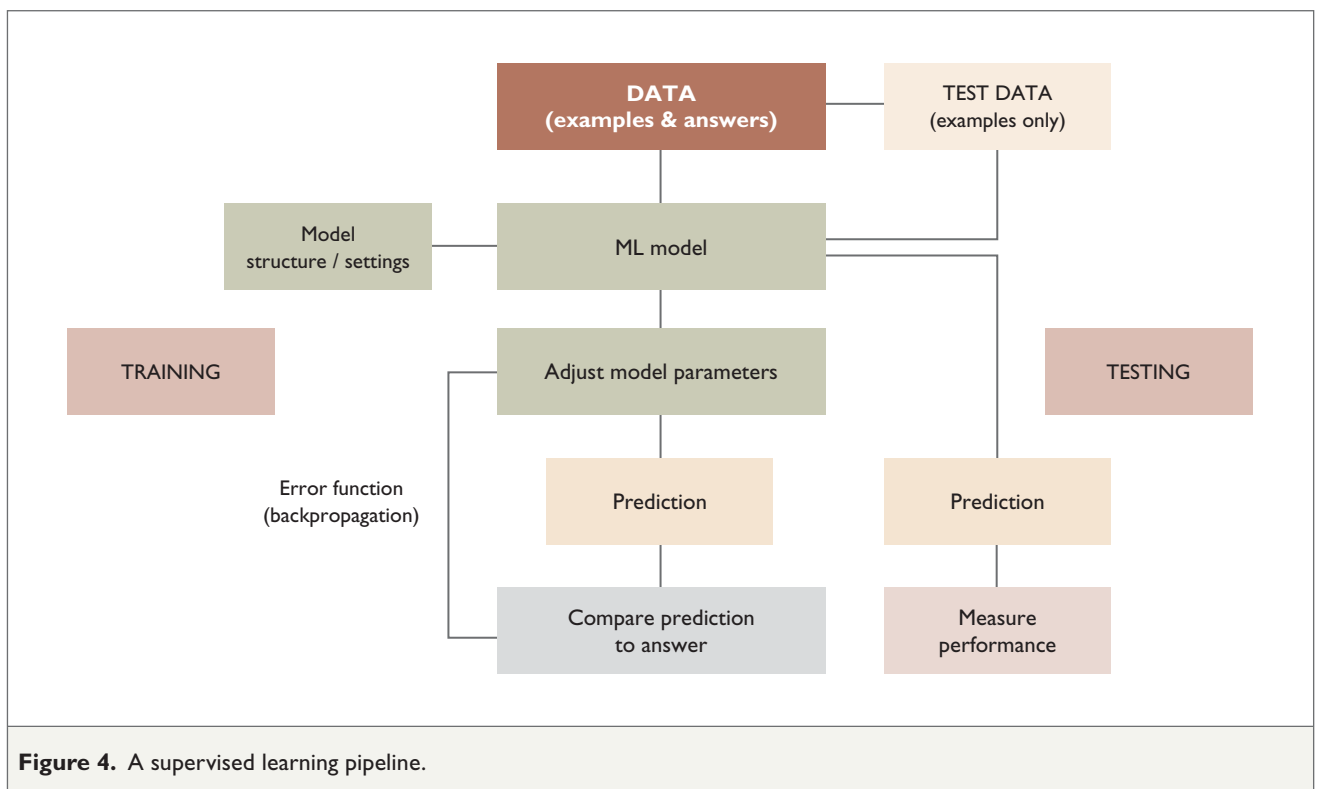 DATA
(examples & answers)
TEST DATA
(examples only)
Model
structure / settings
ML model
TRAINING
Adjust model parameters
TESTING
Error function
(backpropagation)
Prediction
Prediction
Compare prediction
to answer
Measure
performance
Figure 4. A supervised learning pipeline.